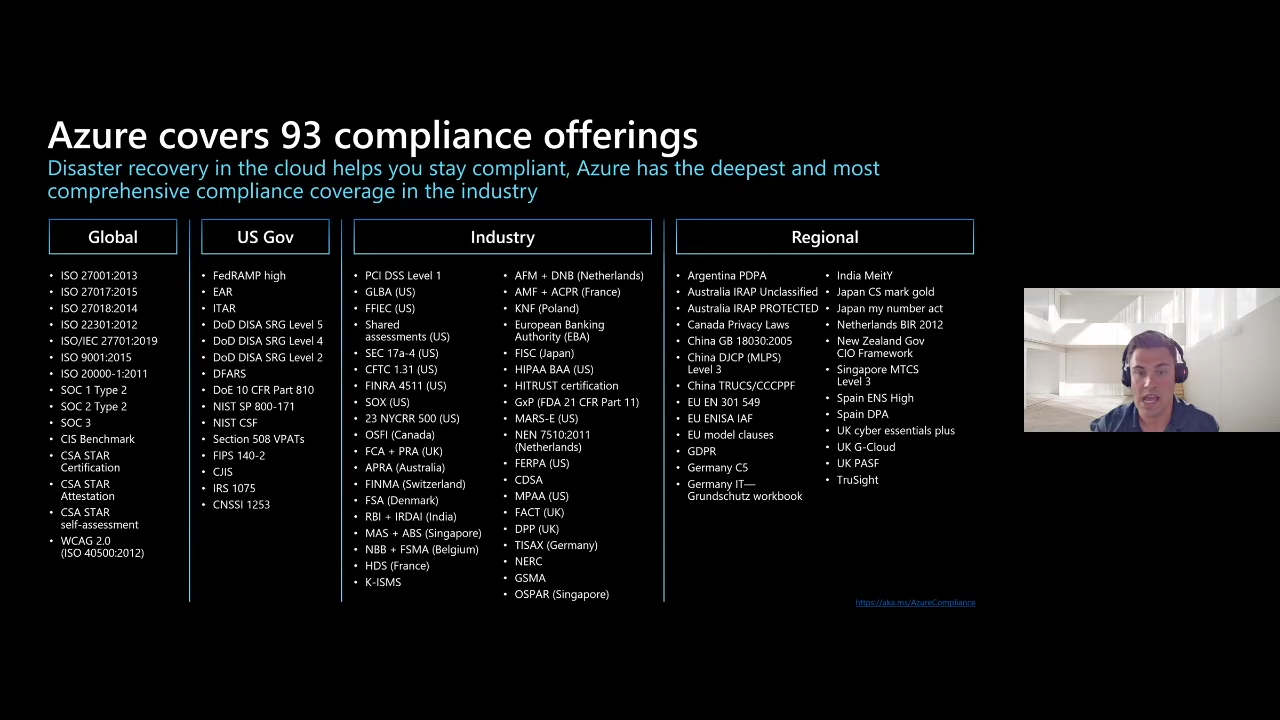 Azure covers 93 compliance offerings
Disaster recovery in the cloud helps you stay compliant, Azure has the deepest and most
comprehensive compliance coverage in the industry
Global
• ISO 27001:2013
• ISO 27017:2015
• ISO 27018:2014
• ISO 22301:2012
• ISO/IEC 27701:2019
• ISO 9001:2015
• ISO 20000-1:2011
• SOC 1 Type 2
• SOC 2 Type 2
• SOC 3
• CIS Benchmark
• CSA STAR
Certification
• CSA STAR
Attestation
• CSA STAR
self-assessment
• WCAG 2.0
(ISO 40500:2012)
US Gov
• FedRAMP high
• EAR
• ITAR
• DoD DISA SRG Level 5
• DoD DISA SRG Level 4
• DoD DISA SRG Level 2
• DFARS
• DoE 10 CFR Part 810
• NIST SP 800-171
• NIST CSF
• Section 508 VPATs
• FIPS 140-2
• CJIS
• IRS 1075
• CNSSI 1253
Industry
• PCI DSS Level 1
• GLBA (US)
• FFIEC (US)
• Shared
assessments (US)
• SEC 17a-4 (US)
• CFTC 1.31 (US)
• FINRA 4511 (US)
• SOX (US)
• 23 NYCRR 500 (US)
• OSFI (Canada)
• FCA + PRA (UK)
• APRA (Australia)
• FINMA (Switzerland)
• FSA (Denmark)
• RBI + IRDAI (India)
• MAS + ABS (Singapore)
• NBB + FSMA (Belgium)
• HDS (France)
• K-ISMS
• AFM + DNB (Netherlands)
• AMF + ACPR (France)
• KNF (Poland)
• European Banking
Authority (EBA)
• FISC (Japan)
• HIPAA BAA (US)
• HITRUST certification
• GxP (FDA 21 CFR Part 11)
• MARS-E (US)
• NEN 7510:2011
(Netherlands)
• FERPA (US)
• CDSA
• MPAA (US)
• FACT (UK)
• DPP (UK)
• TISAX (Germany)
• NERC
• GSMA
• OSPAR (Singapore)
Regional
• Argentina PDPA
• Australia IRAP Unclassified
• Australia IRAP PROTECTED
• Canada Privacy Laws
• China GB 18030:2005
• China DJCP (MLPS)
Level 3
• China TRUCS/CCCPPF
• EU EN 301 549
• EU ENISA IAF
• EU model clauses
• GDPR
• Germany C5
• Germany IT—
Grundschutz workbook
• India MeitY
• Japan CS mark gold
• Japan my number act
• Netherlands BIR 2012
• New Zealand Gov
CIO Framework
• Singapore MTCS
Level 3
• Spain ENS High
• Spain DPA
• UK cyber essentials plus
• UK G-Cloud
• UK PASF
• TruSight
https://aka.ms/AzureCompliance